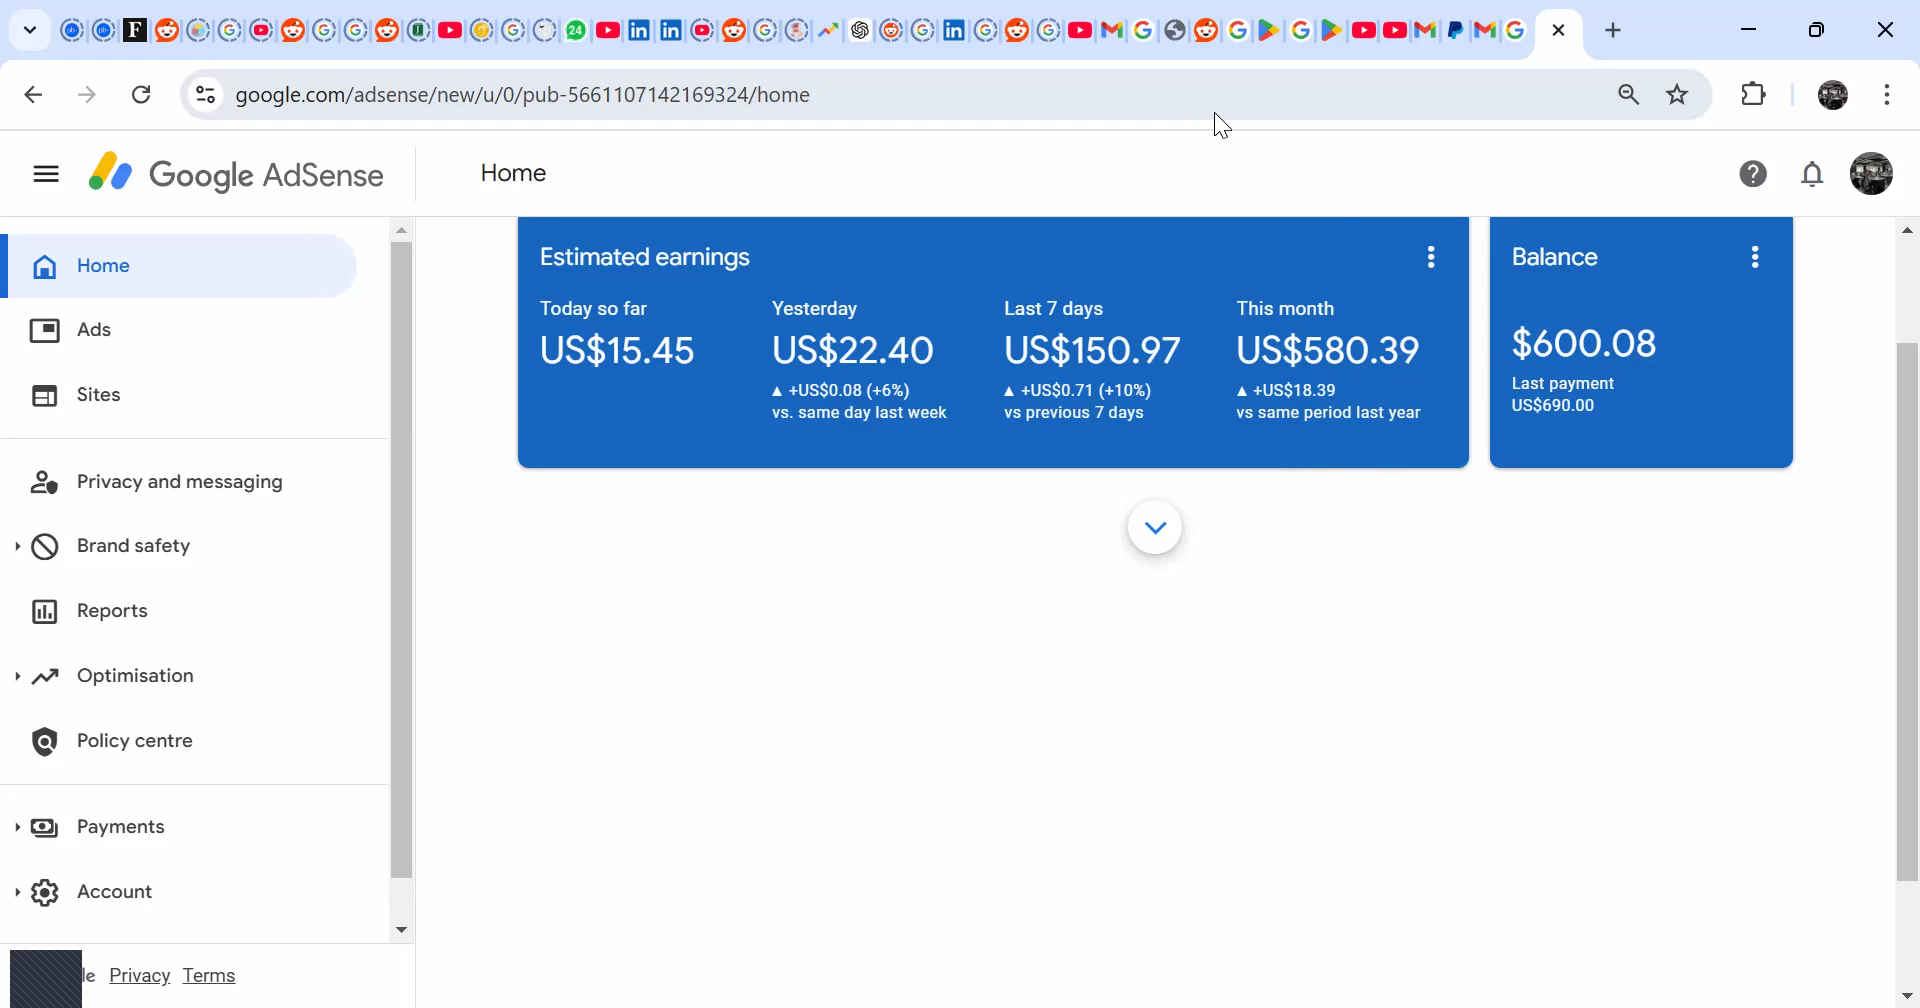 24
google.com/adsense/new/u/0/pub-5661107142169324/home
Google AdSense
Home
Home
Ads
Sites
Privacy and messaging
Brand safety
Reports
Optimisation
Policy centre
Payments
Account
le Privacy Terms
Estimated earnings
Today so far
US$15.45
Yesterday
US$22.40
▲ +US$0.08 (+6%)
vs. same day last week
Last 7 days
US$150.97
▲ +US$0.71 (+10%)
vs previous 7 days
This month
US$580.39
▲ +US$18.39
vs same period last year
Balance
$600.08
Last payment
US$690.00